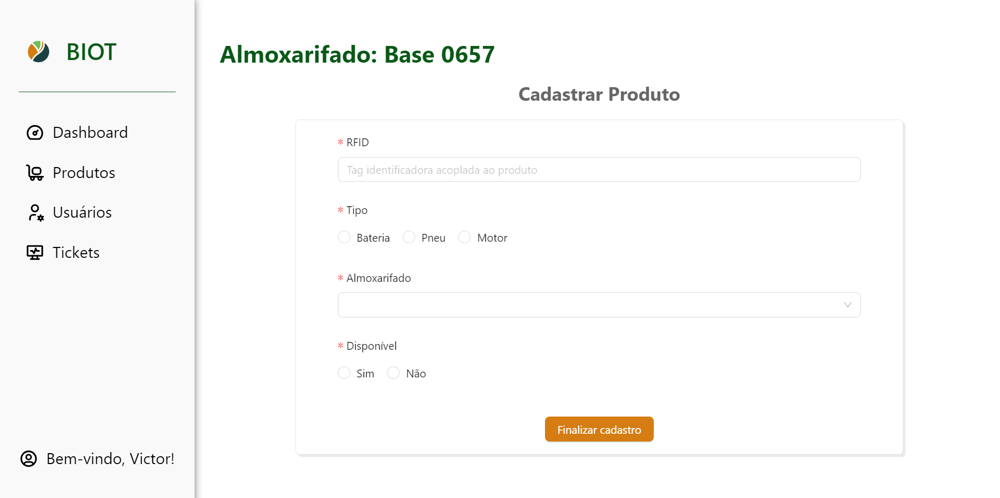 BIOT
Dashboard
Produtos
Usuários
Tickets
Bem-vindo, Victor!
Almoxarifado: Base 0657
Cadastrar Produto
* RFID
Tag identificadora acoplada ao produto
* Tipo
Bateria Pneu Motor
* Almoxarifado
* Disponível
Sim Não
Finalizar cadastro